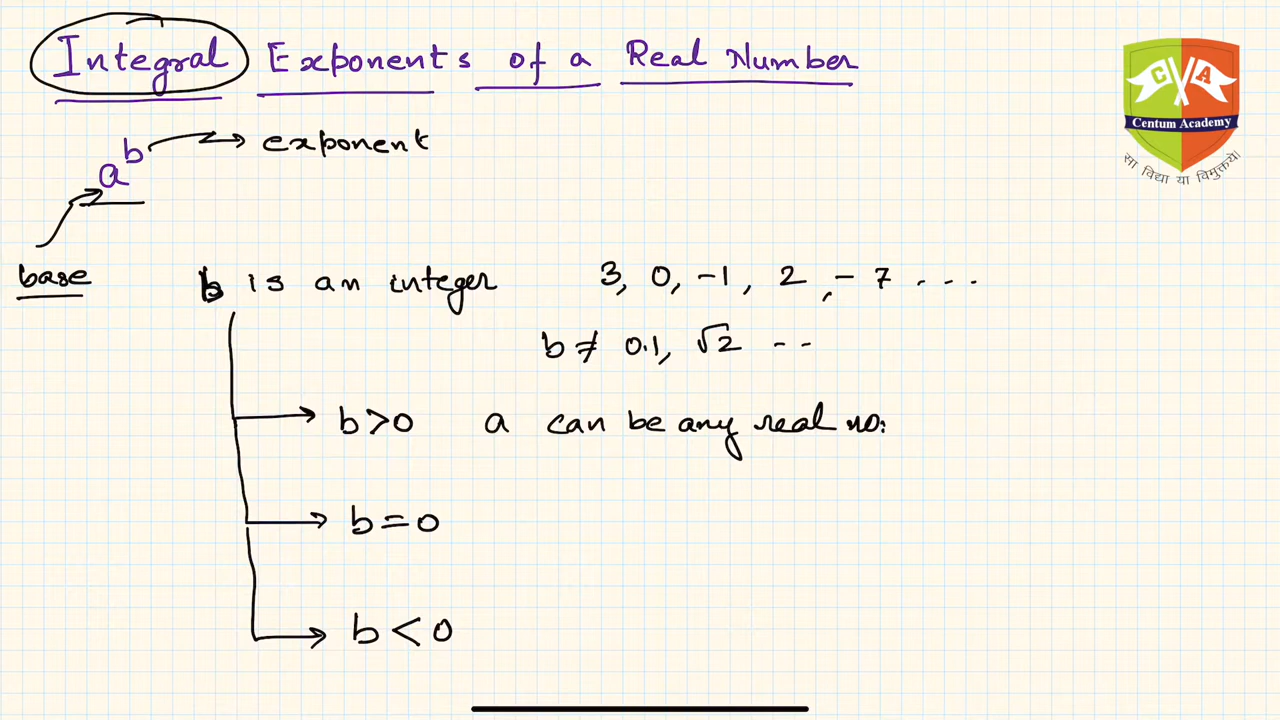 Integral Exponents of a Real Number
a^b → exponent
base
b is an integer 3, 0, -1, 2, -7 ...
b ≠ 0.1, √2 --
b>0 a can be any real no:
b=0
b<0
C A
Centum Academy
सा विद्या या विमुक्तये।